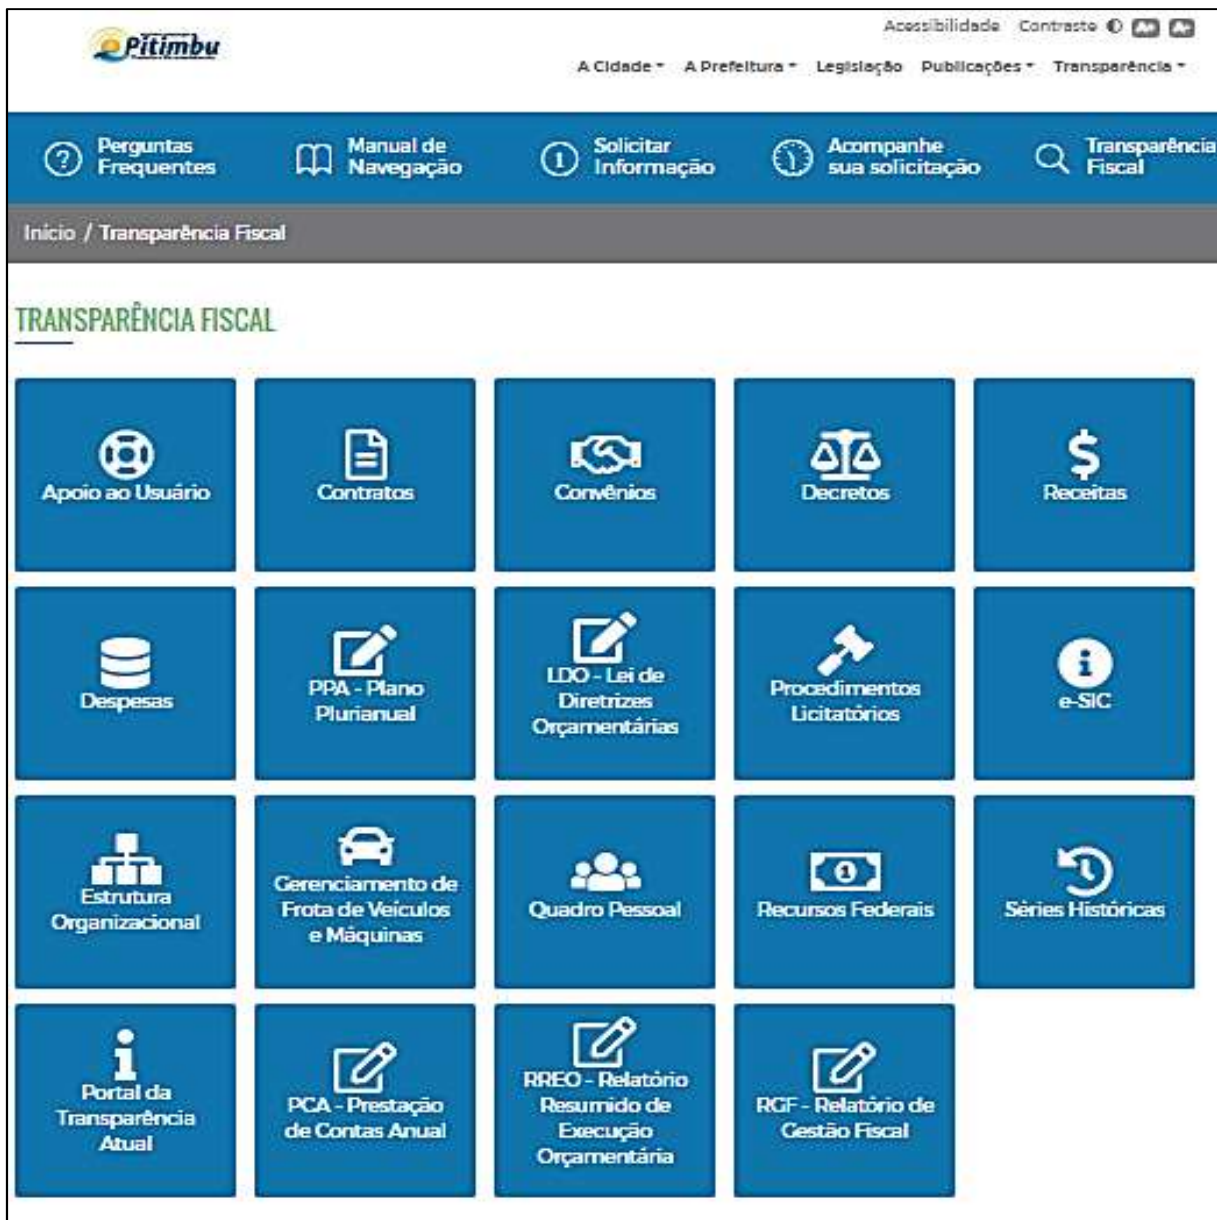 Pitimbu
Acessibilidade Contraste A+ A-
A Cidade A Prefeitura Legislação Publicações Transparência
Perguntas
Frequentes
Manual de
Navegação
Solicitar
Informação
Acompanhe
sua solicitação
Transparência
Fiscal
Início / Transparência Fiscal
TRANSPARÊNCIA FISCAL
Apoio ao Usuário
Contratos
Convênios
Decretos
Receitas
Despesas
PPA - Plano
Plurianual
LDO - Lei de
Diretrizes
Orçamentárias
Procedimentos
Licitatórios
e-SIC
Estrutura
Organizacional
Gerenciamento de
Frota de Veículos
e Máquinas
Quadro Pessoal
Recursos Federais
Séries Históricas
Portal da
Transparência
Atual
PCA - Prestação
de Contas Anual
RREO - Relatório
Resumido de
Execução
Orçamentária
RGF - Relatório de
Gestão Fiscal